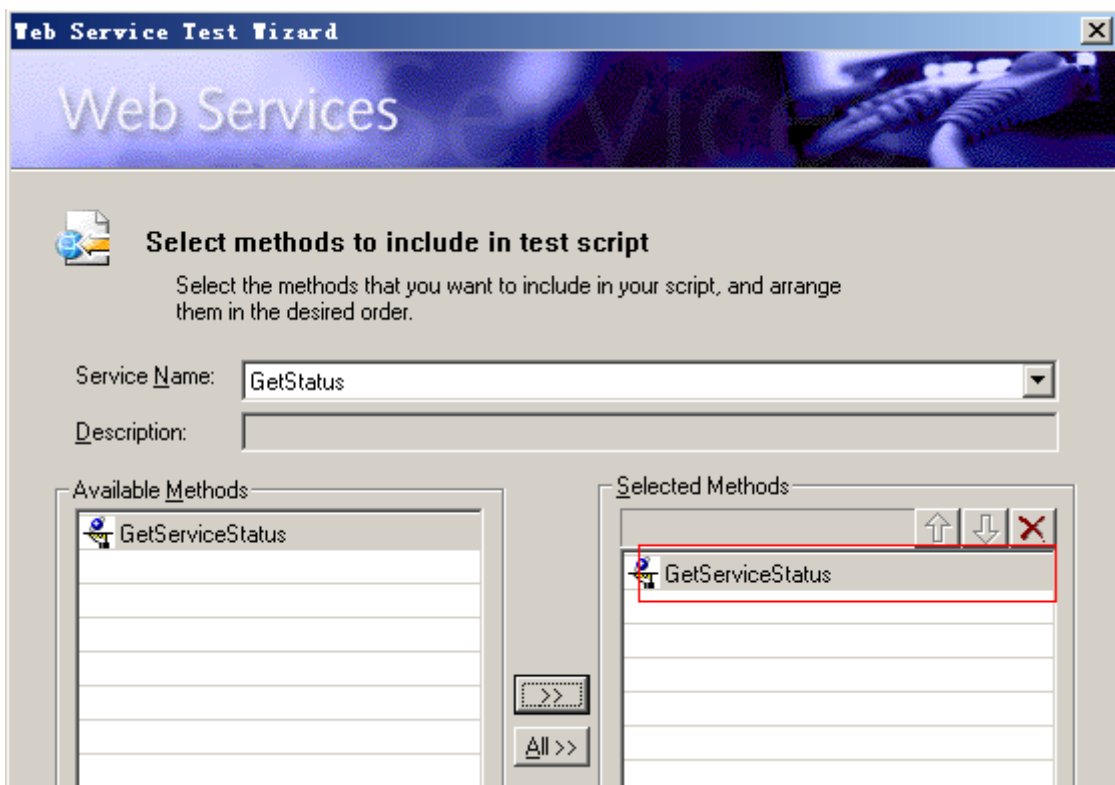 Web Service Test Wizard
Web Services
Service
Select methods to include in test script
Select the methods that you want to include in your script, and arrange
them in the desired order.
Service Name:
GetStatus
Description:
Available Methods
Selected Methods
GetServiceStatus
GetServiceStatus
>>
All >>